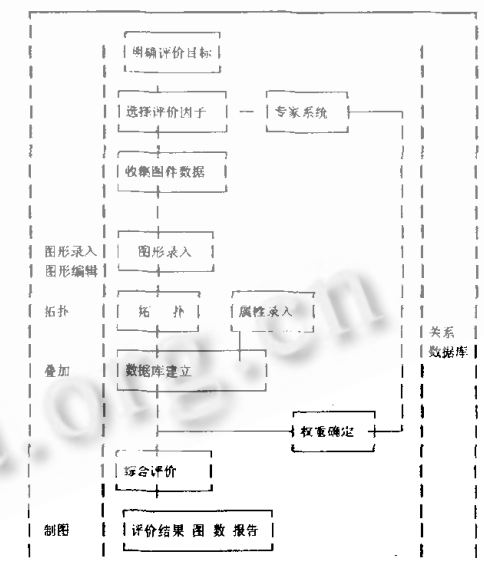 明确评价目标
选择评价因子
专家系统
收集图件数据
图形录入
图形编辑
图形录入
拓扑
拓 扑
属性录入
关系
数据库
叠加
数据库建立
权重确定
综合评价
制图
评价结果 图 数 报告
.org.cn